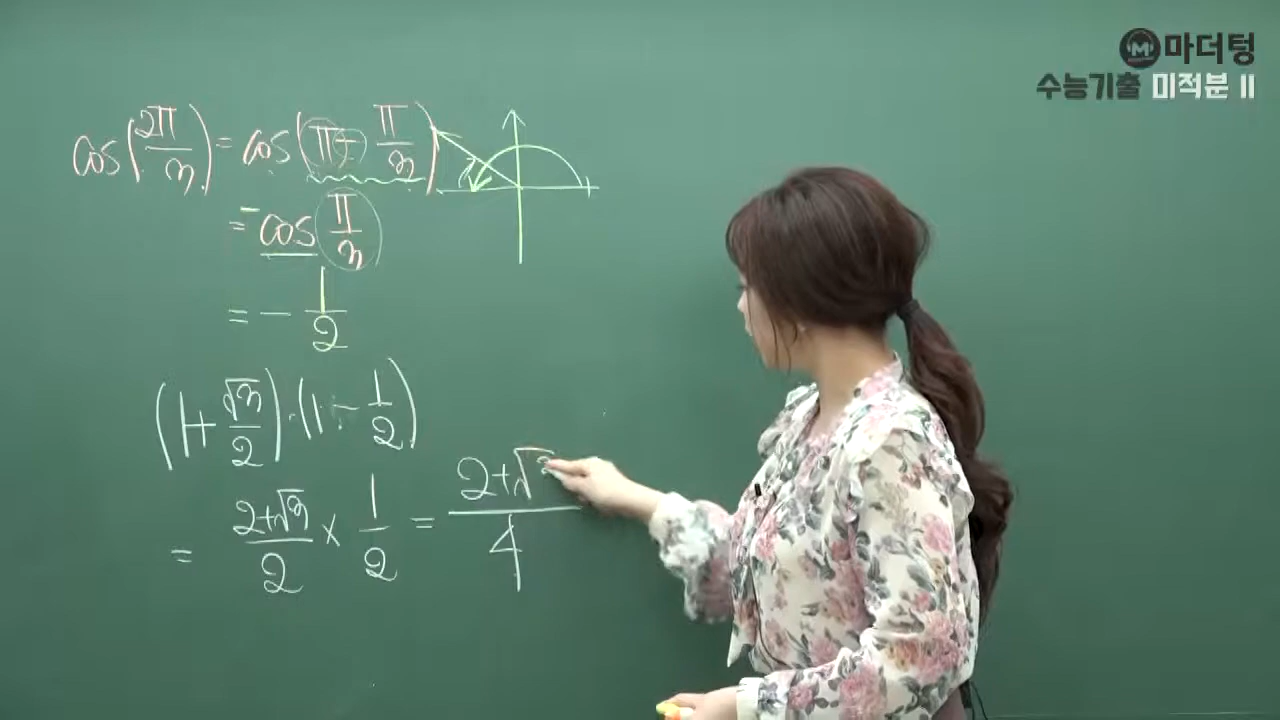 마더텅
수능기출 미적분 II
cos(2π/3) = cos(π - π/3)
= -cos π/3
= - 1/2
(1+ √3/2)·(1 - 1/2)
= 2+√3/2 × 1/2 = 2+√3/4